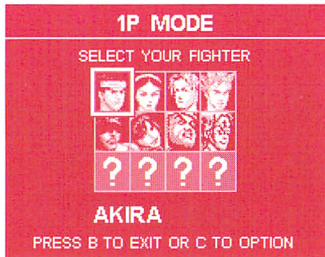 1P MODE
SELECT YOUR FIGHTER
? ? ? ?
AKIRA
PRESS B TO EXIT OR C TO OPTION